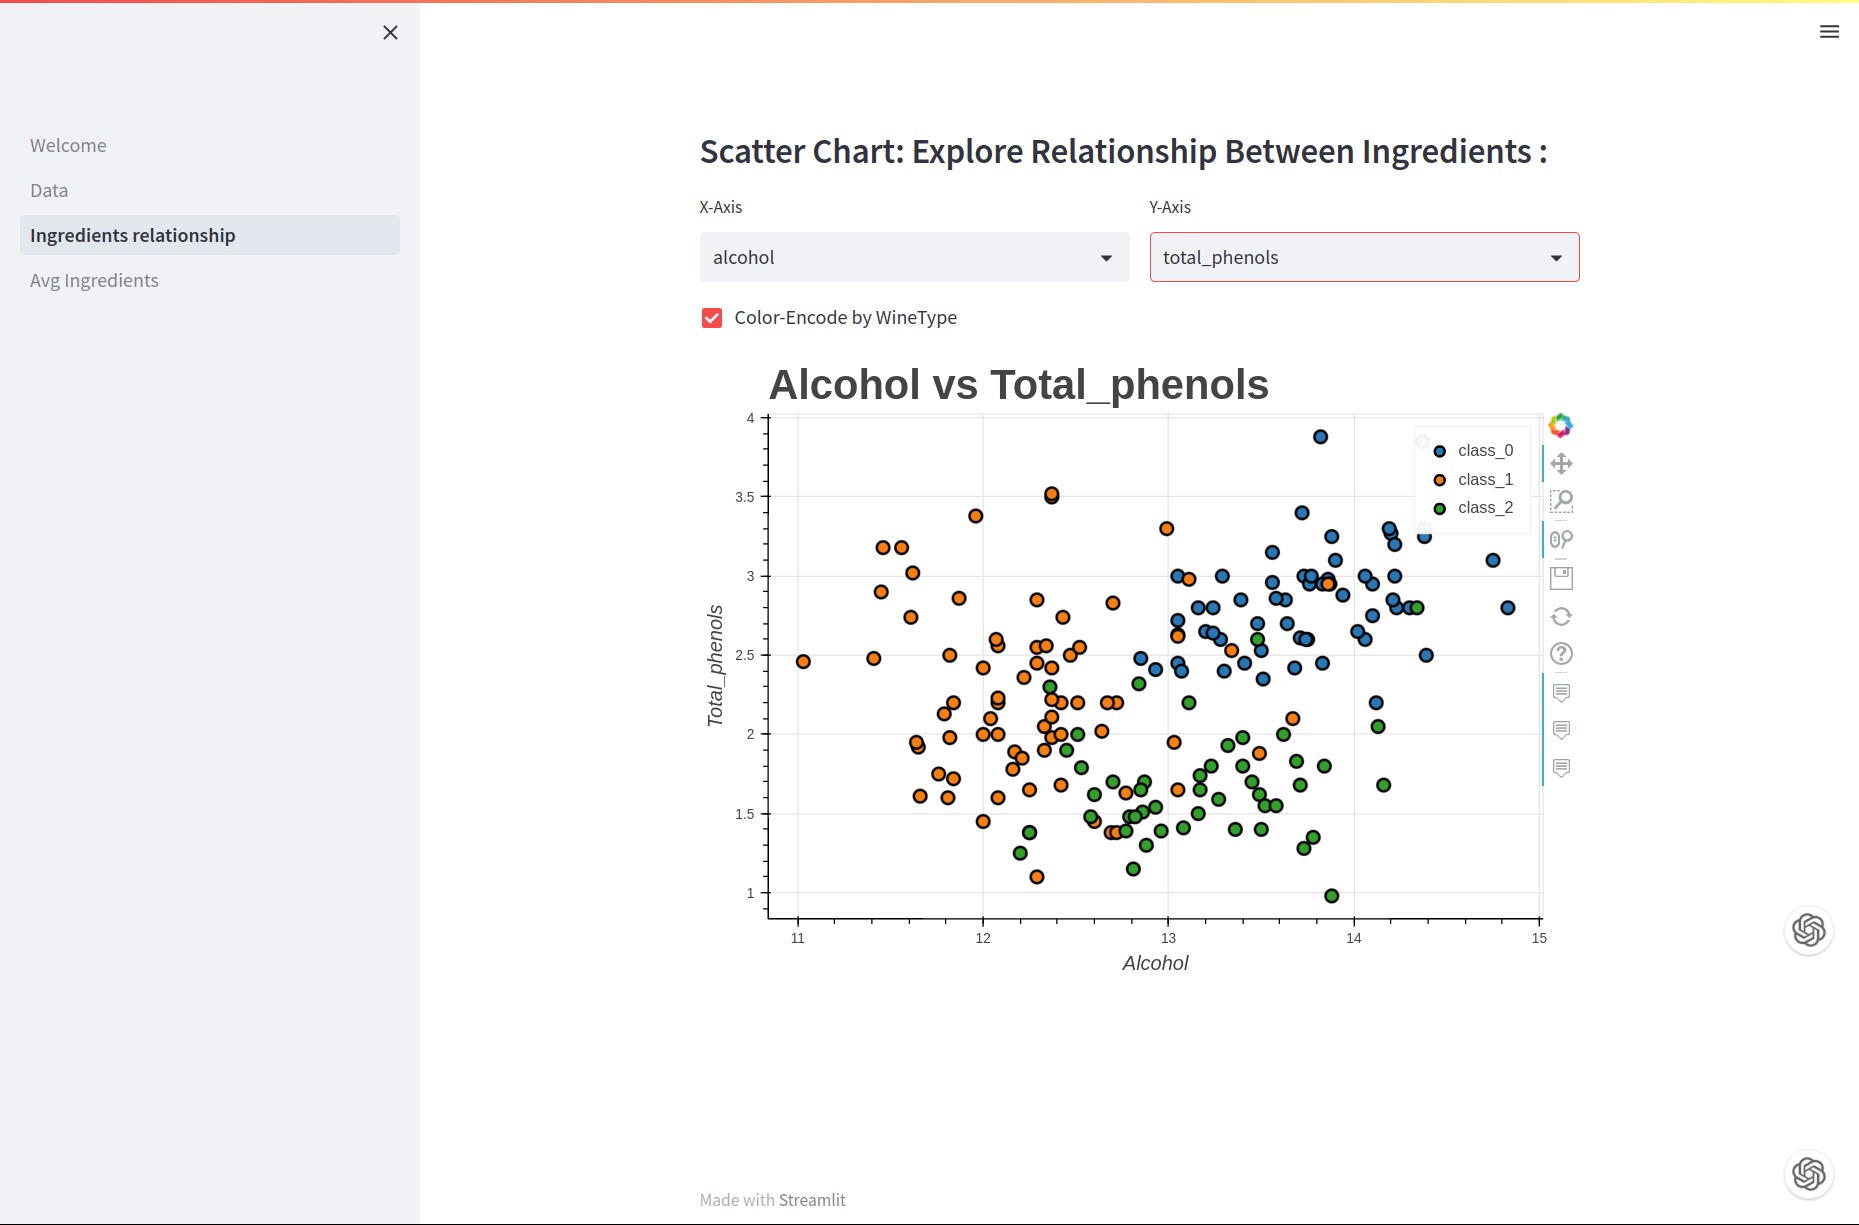 Welcome
Data
Ingredients relationship
Avg Ingredients
Scatter Chart: Explore Relationship Between Ingredients :
X-Axis
Y-Axis
alcohol
total_phenols
Color-Encode by WineType
Alcohol vs Total_phenols
class_0
class_1
class_2
4
3.5
3
2.5
2
1.5
1
Total_phenols
11 12 13 14 15
Alcohol
Made with Streamlit